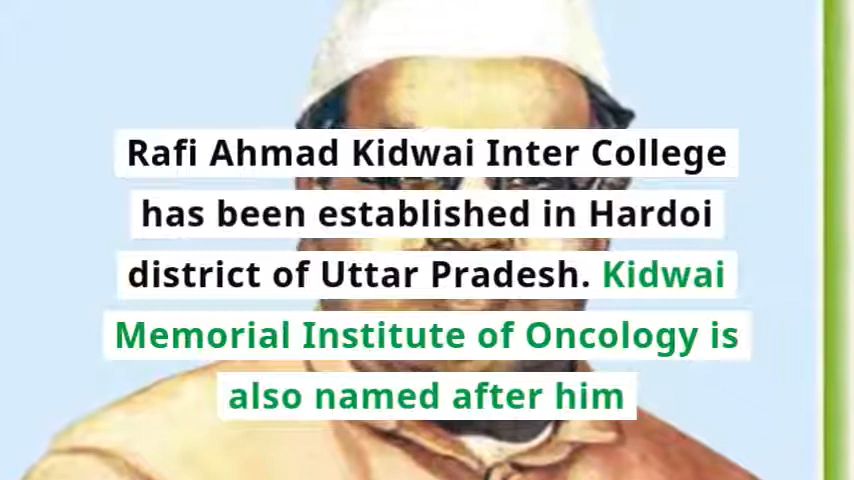 Rafi Ahmad Kidwai Inter College
has been established in Hardoi
district of Uttar Pradesh. Kidwai
Memorial Institute of Oncology is
also named after him